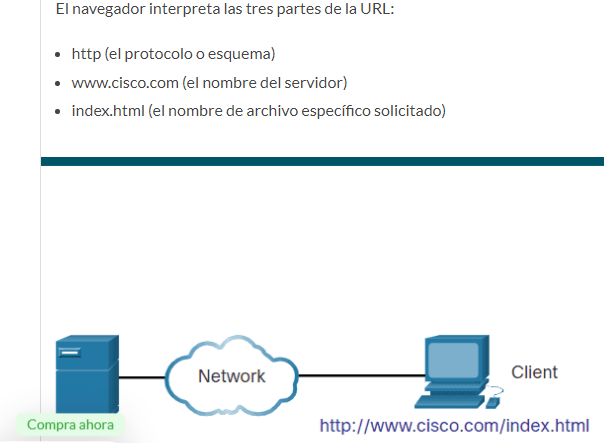 El navegador interpreta las tres partes de la URL:
http (el protocolo o esquema)
www.cisco.com (el nombre del servidor)
index.html (el nombre de archivo específico solicitado)
Network
Client
Compra ahora
http://www.cisco.com/index.html